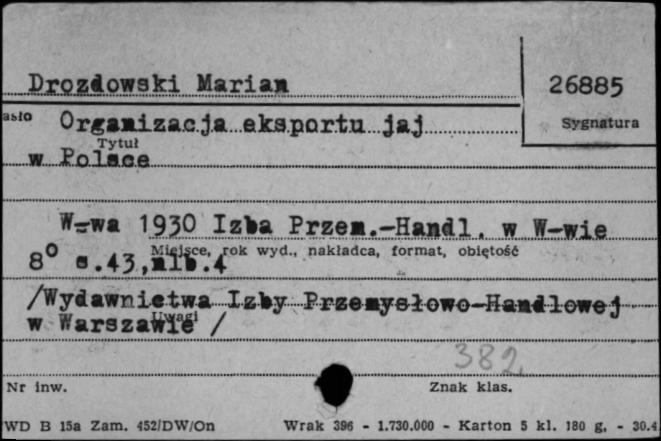 Drozdowski Marian
26885
asło Organizacja eksportu jaj
Sygnatura
Tytuł
w Polsce
W-wa 1930 Izba Przem.-Handl. w W-wie
Miejsce, rok wyd., nakładca, format, obiętość
8° s.43,nlb.4
/Wydawnictwa Izby Przemysłowo-Handlowej
Uwagi
w Warszawie /
382
Nr inw.
Znak klas.
WD B 15a Zam. 452/DW/On Wrak 396 - 1.730.000 - Karton 5 kl. 180 g, - 30.4